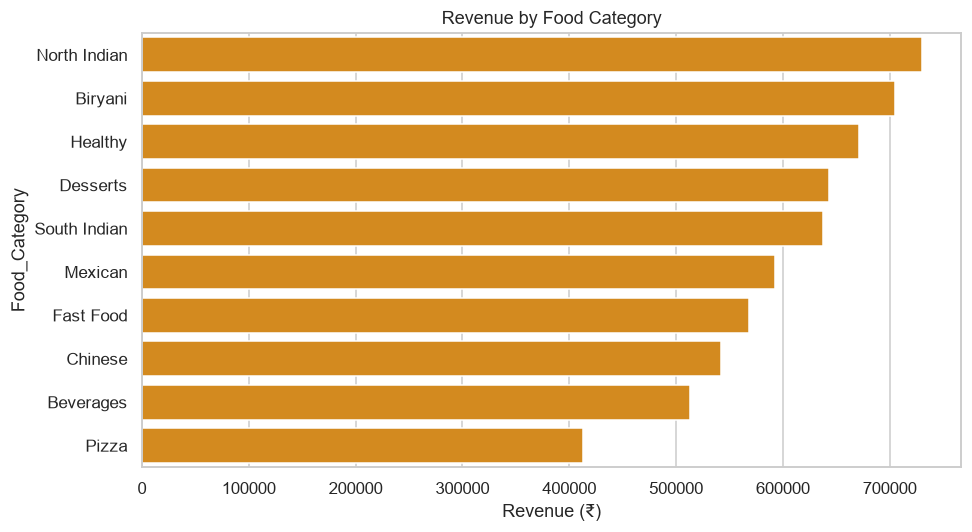 Revenue by Food Category
Food_Category
North Indian
Biryani
Healthy
Desserts
South Indian
Mexican
Fast Food
Chinese
Beverages
Pizza
0 100000 200000 300000 400000 500000 600000 700000
Revenue (₹)